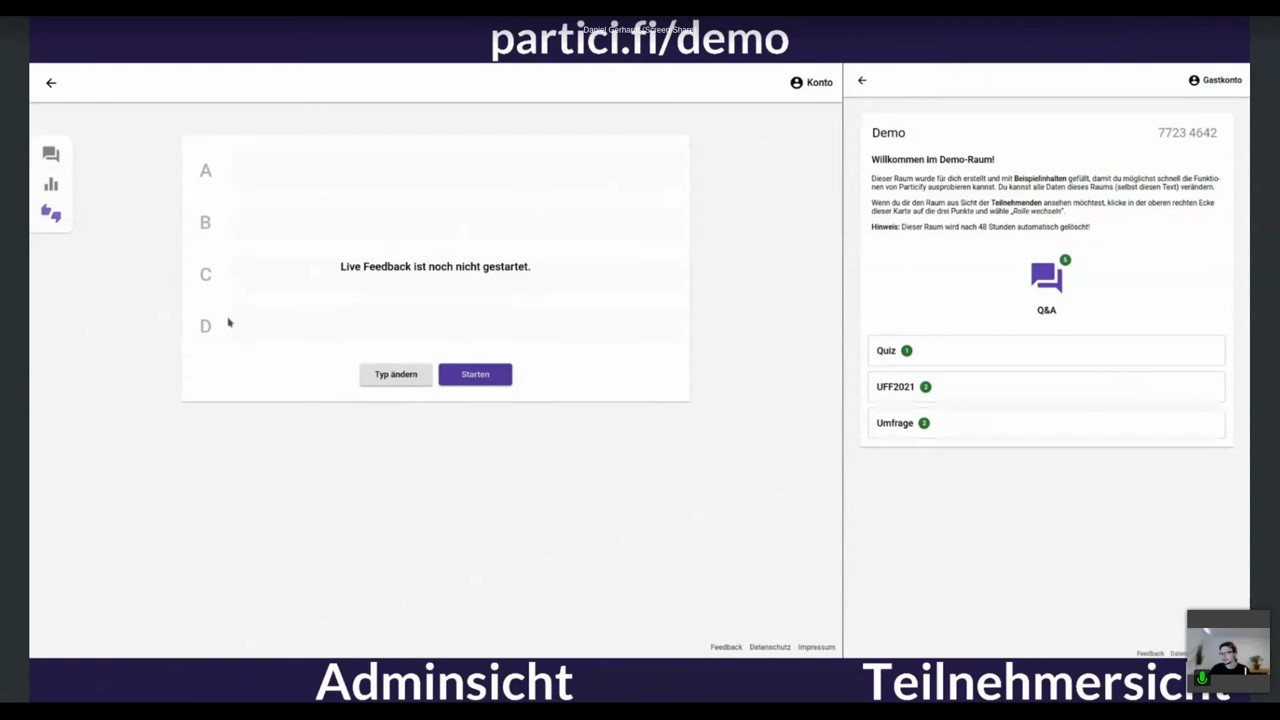 partici.fi/demo
Daniel Gerhardt (Screen Share)
Konto
A
B
C
D
Live Feedback ist noch nicht gestartet.
Typ ändern
Starten
Feedback Datenschutz Impressum
Adminsicht
Gastkonto
Demo
7723 4642
Willkommen im Demo-Raum!
Dieser Raum wurde für dich erstellt und mit Beispielinhalten gefüllt, damit du möglichst schnell die Funktio-
nen von Particify ausprobieren kannst. Du kannst alle Daten dieses Raums (selbst diesen Text) verändern.
Wenn du dir den Raum aus Sicht der Teilnehmenden ansehen möchtest, klicke in der oberen rechten Ecke
dieser Karte auf die drei Punkte und wähle „Rolle wechseln".
Hinweis: Dieser Raum wird nach 48 Stunden automatisch gelöscht!
5
Q&A
Quiz 1
UFF2021 2
Umfrage 2
Feedback
Teilnehmersicht